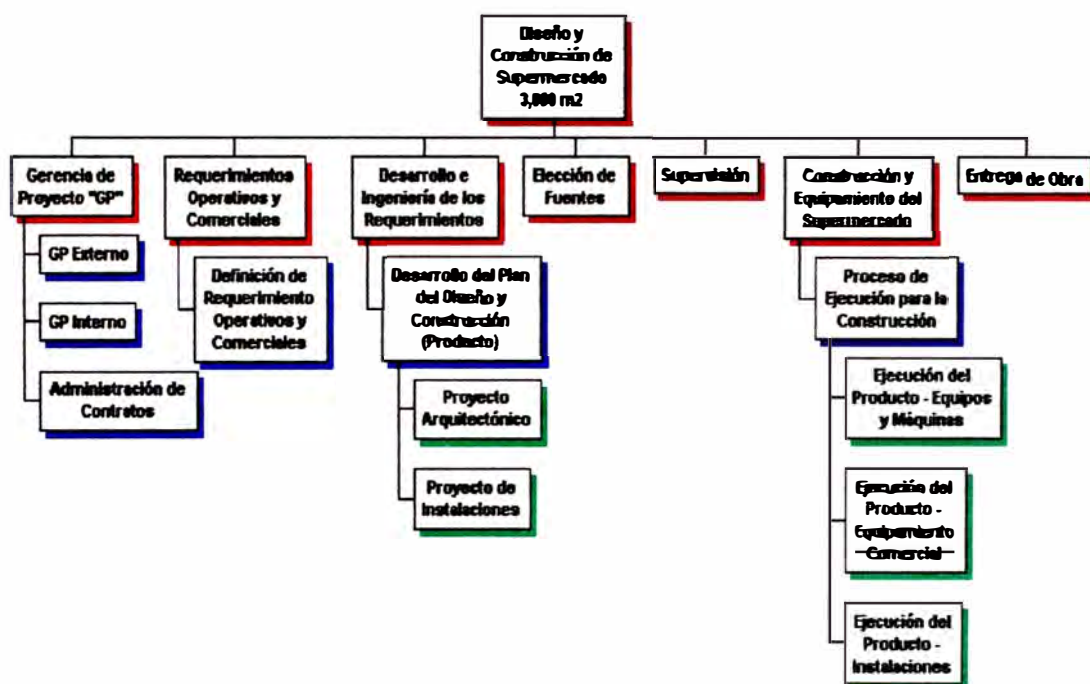 Diseño y
Construcción de
Supermercado
3,000 m2
Gerencia de
Proyecto "GP"
GP Externo
GP Interno
Administración de
Contratos
Requerimientos
Operativos y
Comerciales
Definición de
Requerimiento
Operativos y
Comerciales
Desarrollo e
Ingeniería de los
Requerimientos
Desarrollo del Plan
del Diseño y
Construcción
(Producto)
Proyecto
Arquitectónico
Proyecto de
Instalaciones
Elección de
Fuentes
Supervisión
Construcción y
Equipamiento del
Supermercado
Proceso de
Ejecución para la
Construcción
Ejecución del
Producto - Equipos
y Máquinas
Ejecución del
Producto -
Equipamiento
Comercial
Ejecución del
Producto -
Instalaciones
Entrega de Obra